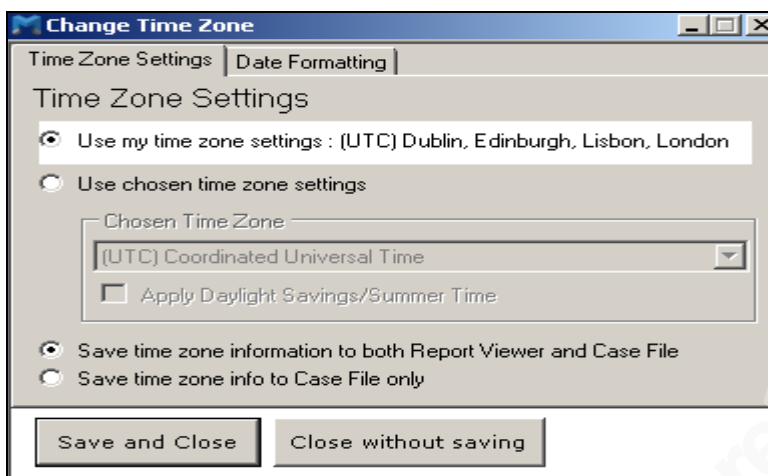 Change Time Zone
Time Zone Settings Date Formatting
Time Zone Settings
Use my time zone settings : (UTC) Dublin, Edinburgh, Lisbon, London
Use chosen time zone settings
Chosen Time Zone
(UTC) Coordinated Universal Time
Apply Daylight Savings/Summer Time
Save time zone information to both Report Viewer and Case File
Save time zone info to Case File only
Save and Close Close without saving